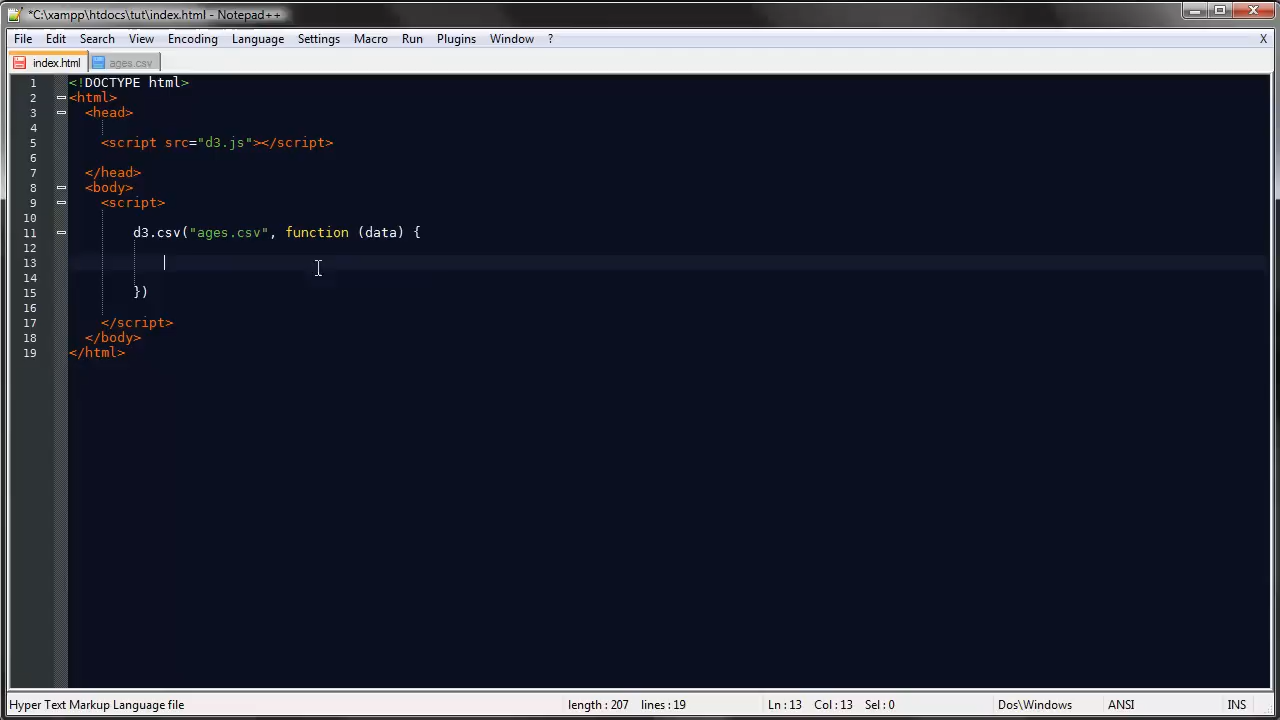 *C:\xampp\htdocs\tut\index.html - Notepad++
File Edit Search View Encoding Language Settings Macro Run Plugins Window ? X
index.html ages.csv
1 <!DOCTYPE html>
2 <html>
3 <head>
4
5 <script src="d3.js"></script>
6
7 </head>
8 <body>
9 <script>
10
11 d3.csv("ages.csv", function (data) {
12
13
14
15 })
16
17 </script>
18 </body>
19 </html>
Hyper Text Markup Language file length : 207 lines : 19 Ln : 13 Col : 13 Sel : 0 Dos\Windows ANSI INS